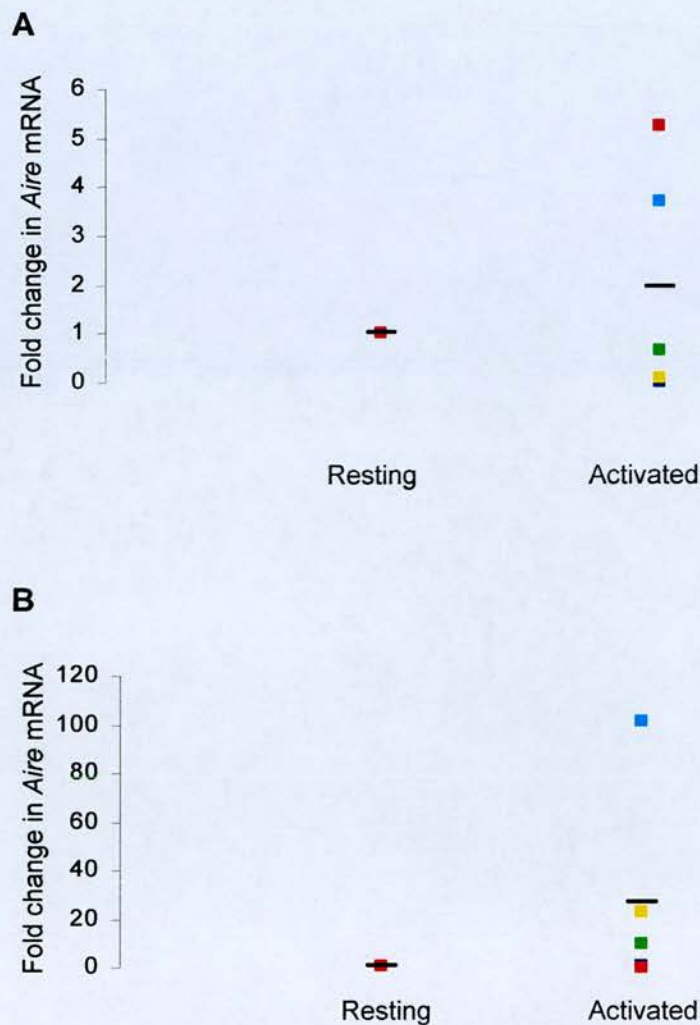 A
Fold change in Aire mRNA
6
5
4
3
2
1
0
Resting Activated
B
Fold change in Aire mRNA
120
100
80
60
40
20
0
Resting Activated